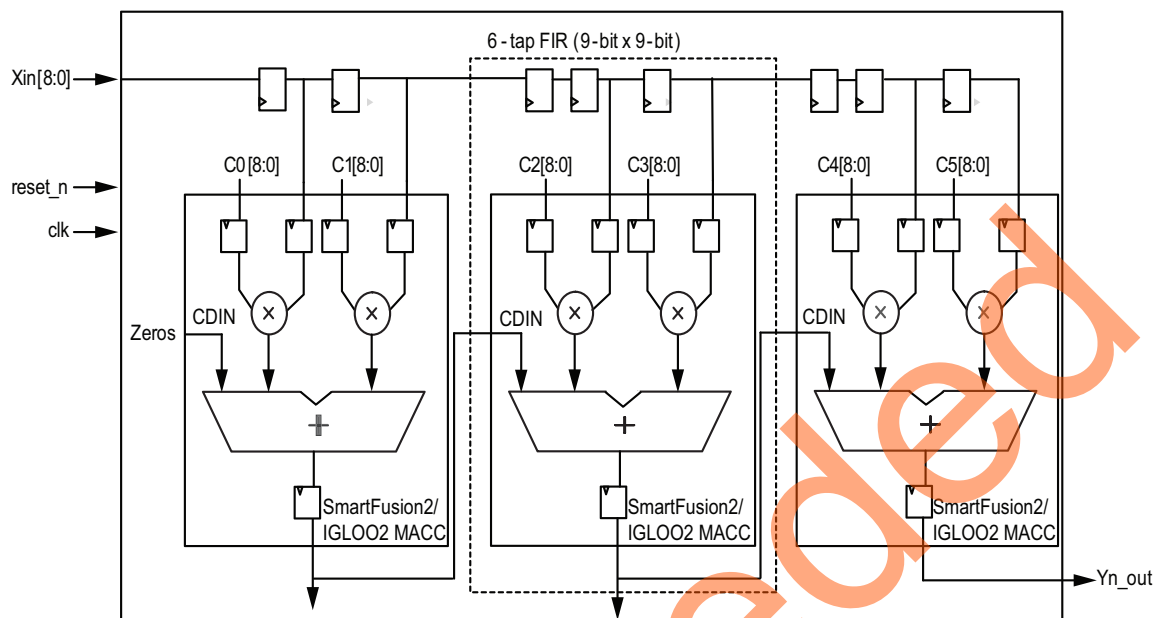 6-tap FIR (9-bit x 9-bit)
Xin[8:0]
reset_n
clk
C0[8:0]
C1[8:0]
C2[8:0]
C3[8:0]
C4[8:0]
C5[8:0]
Zeros
CDIN
CDIN
CDIN
x
x
x
x
x
x
+
+
+
SmartFusion2/
IGLOO2 MACC
SmartFusion2/
IGLOO2 MACC
SmartFusion2/
IGLOO2 MACC
Yn_out
ded